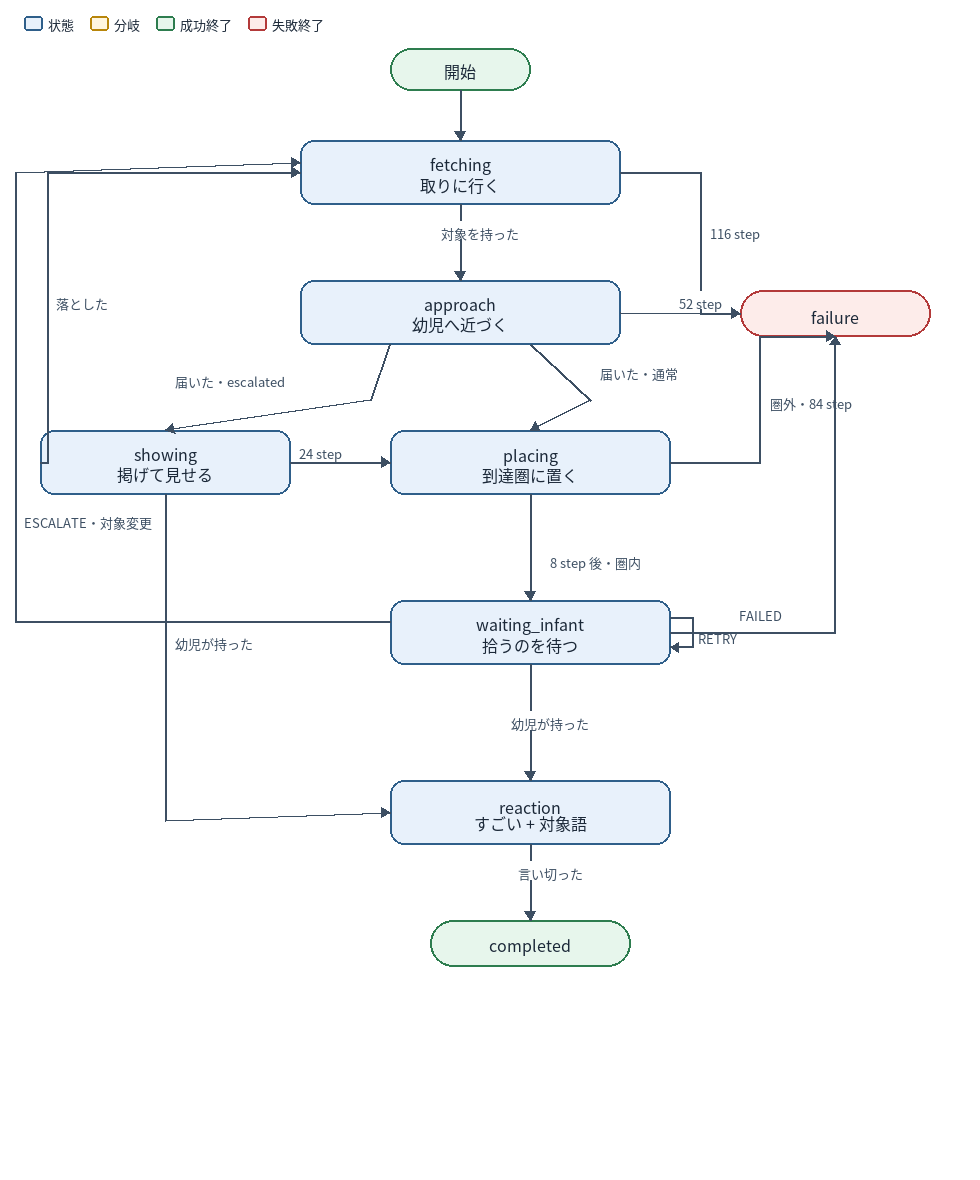 状態
分岐
成功終了
失敗終了
開始
fetching
取りに行く
対象を持った
116 step
落とした
approach
幼児へ近づく
52 step
failure
届いた・escalated
届いた・通常
圏外・84 step
showing
掲げて見せる
24 step
placing
到達圏に置く
ESCALATE・対象変更
8 step 後・圏内
waiting_infant
拾うのを待つ
FAILED
RETRY
幼児が持った
幼児が持った
reaction
すごい + 対象語
言い切った
completed